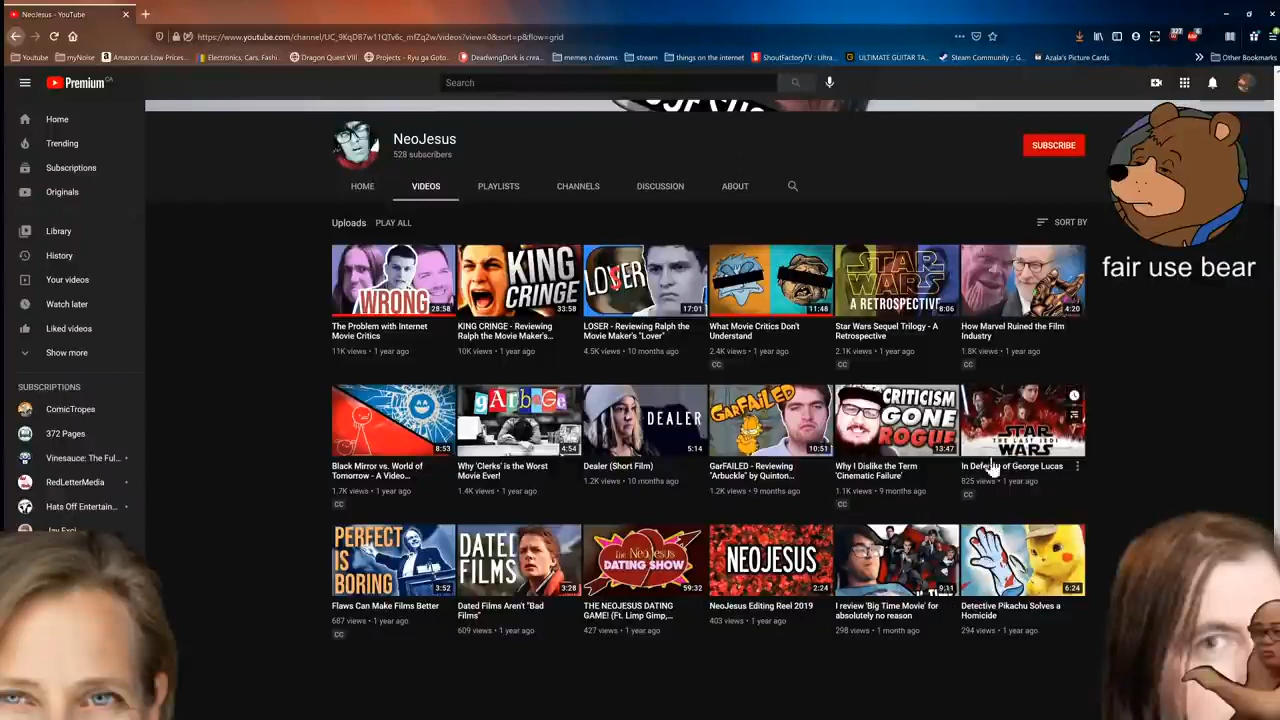 NeoJesus - YouTube
https://www.youtube.com/channel/UC_9KqDB7w11QTv6c_mfZq2w/videos?view=0&sort=p&flow=grid
Youtube myNoise Amazon.ca: Low Prices... Electronics, Cars, Fashi... Dragon Quest VIII Projects - Ryu ga Goto... DeadwingDork is crea... memes n dreams stream things on the internet ShoutFactoryTV : Ultra... ULTIMATE GUITAR TA... Steam Community :: G... Azala's Picture Cards Other Bookmarks
Premium CA
Search
NeoJesus
528 subscribers
SUBSCRIBE
HOME VIDEOS PLAYLISTS CHANNELS DISCUSSION ABOUT
Home
Trending
Subscriptions
Originals
Library
History
Your videos
Watch later
Liked videos
Show more
SUBSCRIPTIONS
ComicTropes
372 Pages
Vinesauce: The Ful...
RedLetterMedia
Hats Off Entertain...
Jay Exci
fair use bear
Uploads PLAY ALL SORT BY
WRONG
28:58
The Problem with Internet
Movie Critics
11K views • 1 year ago
KING
CRINGE
33:58
KING CRINGE - Reviewing
Ralph the Movie Maker's...
10K views • 1 year ago
LOVER
17:01
LOSER - Reviewing Ralph the
Movie Maker's "Lover"
4.5K views • 10 months ago
11:48
What Movie Critics Don't
Understand
2.4K views • 1 year ago
CC
STAR
WARS
A RETROSPECTIVE
8:06
Star Wars Sequel Trilogy - A
Retrospective
2.1K views • 1 year ago
CC
4:20
How Marvel Ruined the Film
Industry
1.8K views • 1 year ago
CC
8:53
Black Mirror vs. World of
Tomorrow - A Video...
1.7K views • 1 year ago
CC
gArbaGe
4:54
Why 'Clerks' is the Worst
Movie Ever!
1.4K views • 1 year ago
DEALER
5:14
Dealer (Short Film)
1.2K views • 10 months ago
GARFAILED
10:51
GarFAILED - Reviewing
"Arbuckle" by Quinton...
1.2K views • 9 months ago
CRITICISM
GONE
ROGUE
13:47
Why I Dislike the Term
'Cinematic Failure'
1.1K views • 9 months ago
CC
STAR
THE LAST JEDI
WARS
In Defense of George Lucas
825 views • 1 year ago
CC
PERFECT
IS
BORING
3:52
Flaws Can Make Films Better
687 views • 1 year ago
CC
DATED
FILMS
3:28
Dated Films Aren't "Bad
Films"
609 views • 1 year ago
The NeoJesus
DATING SHOW
59:32
THE NEOJESUS DATING
GAME! (Ft. Limp Gimp,...
427 views • 1 year ago
NEOJESUS
2:24
NeoJesus Editing Reel 2019
403 views • 1 year ago
9:11
I review 'Big Time Movie' for
absolutely no reason
298 views • 1 month ago
6:24
Detective Pikachu Solves a
Homicide
294 views • 1 year ago